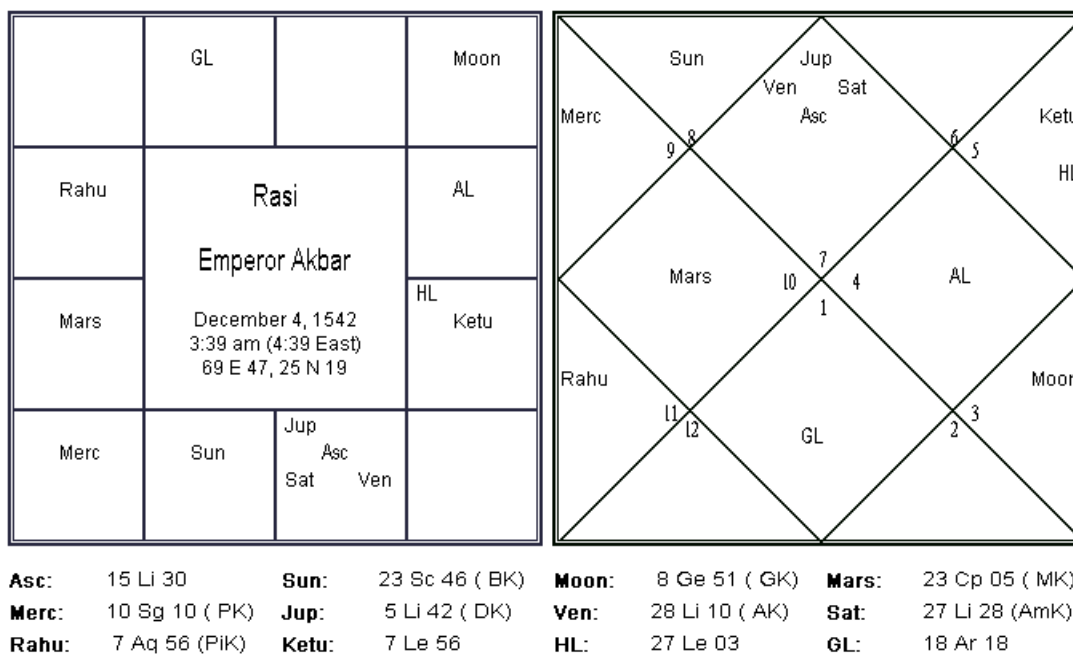 GL
Moon
Rahu
Rasi
AL
Emperor Akbar
HL
Mars
December 4, 1542
Ketu
3:39 am (4:39 East)
69 E 47, 25 N 19
Merc
Sun
Jup
Asc
Sat Ven
Sun
Jup
Ven Sat
Merc
Asc
Ketu
8
6
9
5
HL
7
Mars
10
4
AL
1
Rahu
Moon
11
3
12
2
GL
Asc: 15 Li 30 Sun: 23 Sc 46 ( BK) Moon: 8 Ge 51 ( GK) Mars: 23 Cp 05 ( MK)
Merc: 10 Sg 10 ( PK) Jup: 5 Li 42 ( DK) Ven: 28 Li 10 ( AK) Sat: 27 Li 28 (AmK)
Rahu: 7 Aq 56 (PiK) Ketu: 7 Le 56 HL: 27 Le 03 GL: 18 Ar 18